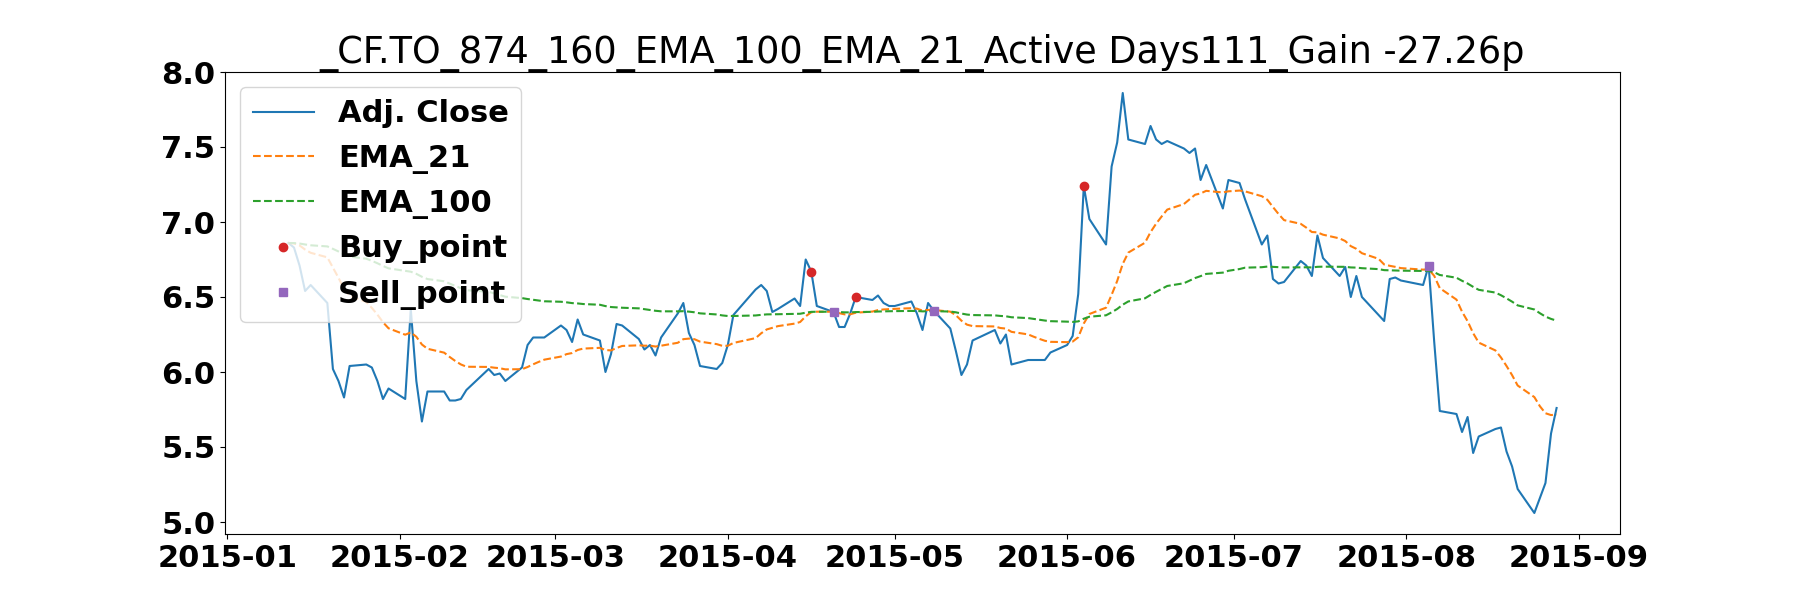 _CF.TO_874_160_EMA_100_EMA_21_Active Days111_Gain -27.26p
8.0
7.5
7.0
6.5
6.0
5.5
5.0
Adj. Close
EMA_21
EMA_100
Buy_point
Sell_point
2015-01 2015-02 2015-03 2015-04 2015-05 2015-06 2015-07 2015-08 2015-09